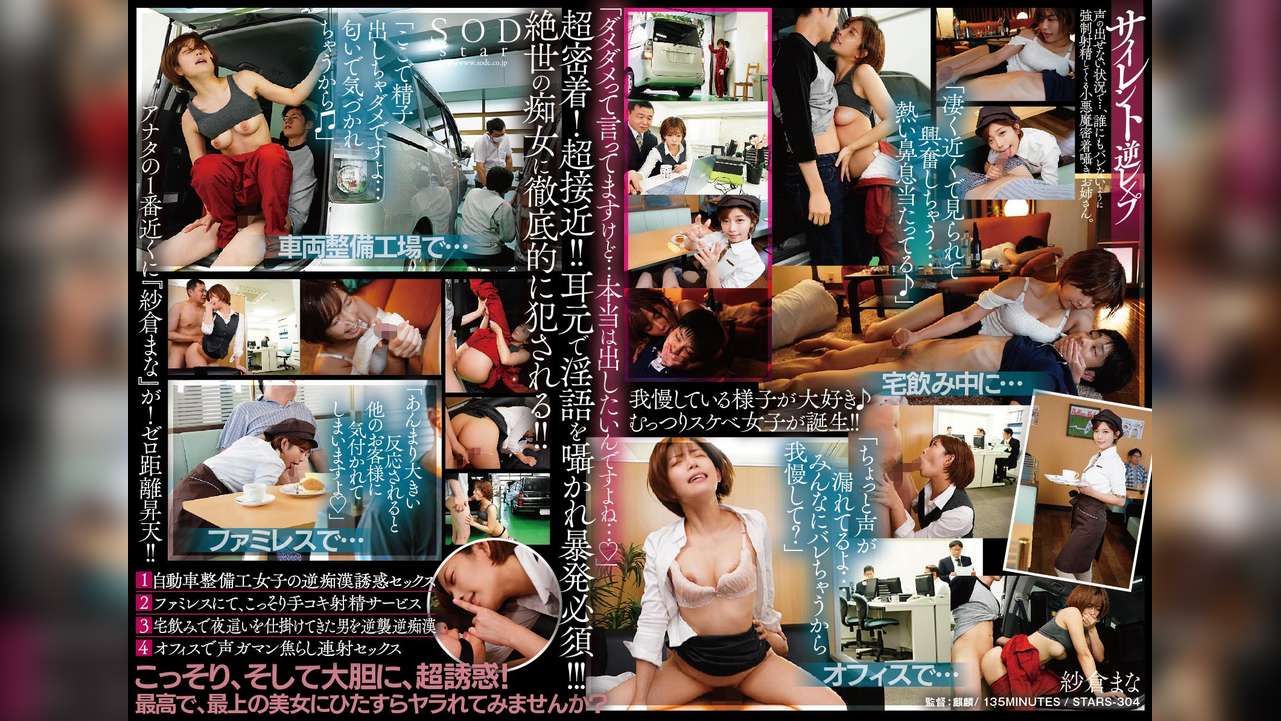 サイレント逆レ×プ
声の出せない状況で…誰にもバレないように
強制射精してくる小悪魔密着囁きお姉さん。
「凄く近くで見られて
興奮しちゃう…
熱い鼻息当たってる♪」
「ダメダメって言ってますけど…本当は出したいんですよね…♡」
超密着!超接近!!耳元で淫語を囁かれ暴発必須!!!
絶世の痴女に徹底的に犯される!!
SOD
star
www.sodc.co.jp
「ここで精子
出しちゃダメですよ…
匂いで気づかれ
ちゃうから♫」
車両整備工場で…
アナタの1番近くに『紗倉まな』が!ゼロ距離昇天!!
「あんまり大きい
反応されると
他のお客様に
気付かれて
しまいますよ♡」
ファミレスで…
宅飲み中に…
我慢している様子が大好き♪
むっつりスケベ女子が誕生!!
「ちょっと声が
漏れてるよ…
みんなにバレちゃうから
我慢して?」
オフィスで…
1 自動車整備工女子の逆痴漢誘惑セックス
2 ファミレスにて、こっそり手コキ射精サービス
3 宅飲みで夜這いを仕掛けてきた男を逆襲逆痴漢
4 オフィスで声ガマン焦らし連射セックス
こっそり、そして大胆に、超誘惑!
最高で、最上の美女にひたすらヤラれてみませんか?
紗倉まな
監督:麒麟/ 135MINUTES / STARS-304